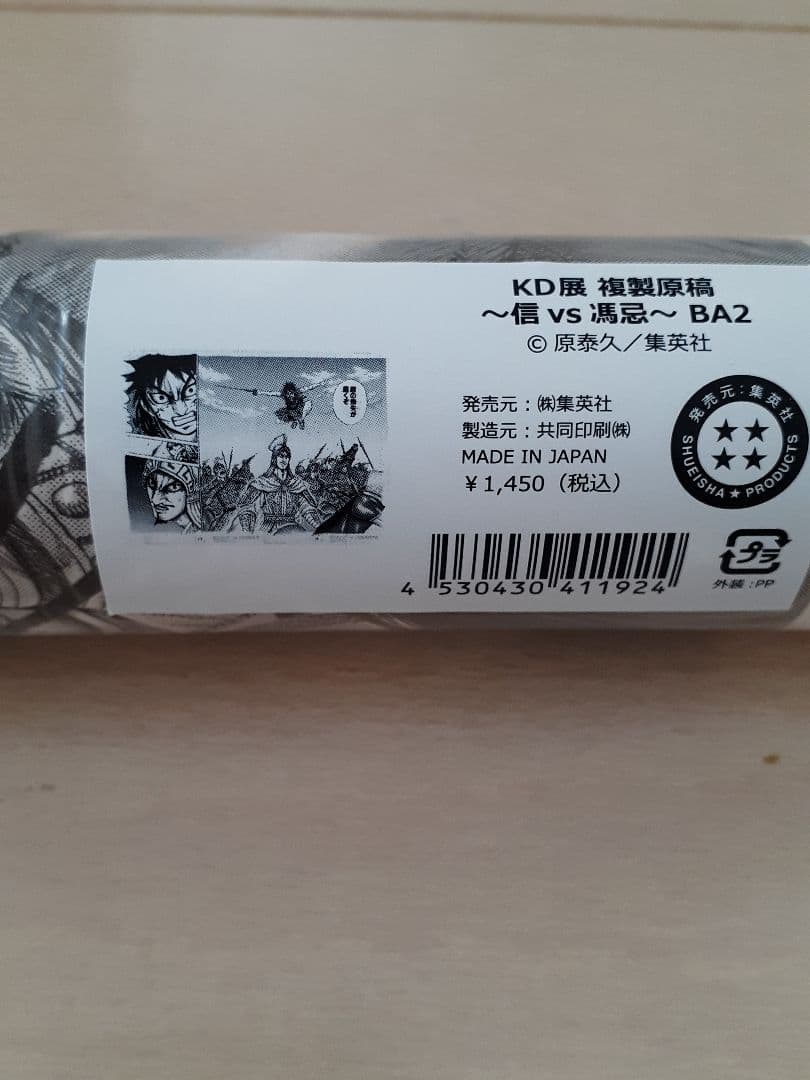 KD展 複製原稿
～信 vs 馮忌～ BA2
© 原泰久／集英社
発売元：㈱集英社
製造元：共同印刷㈱
MADE IN JAPAN
￥1,450（税込）
発売元：集英社
SHUEISHA★PRODUCTS
★★
★★
4 530430 411924
プラ
外装：PP